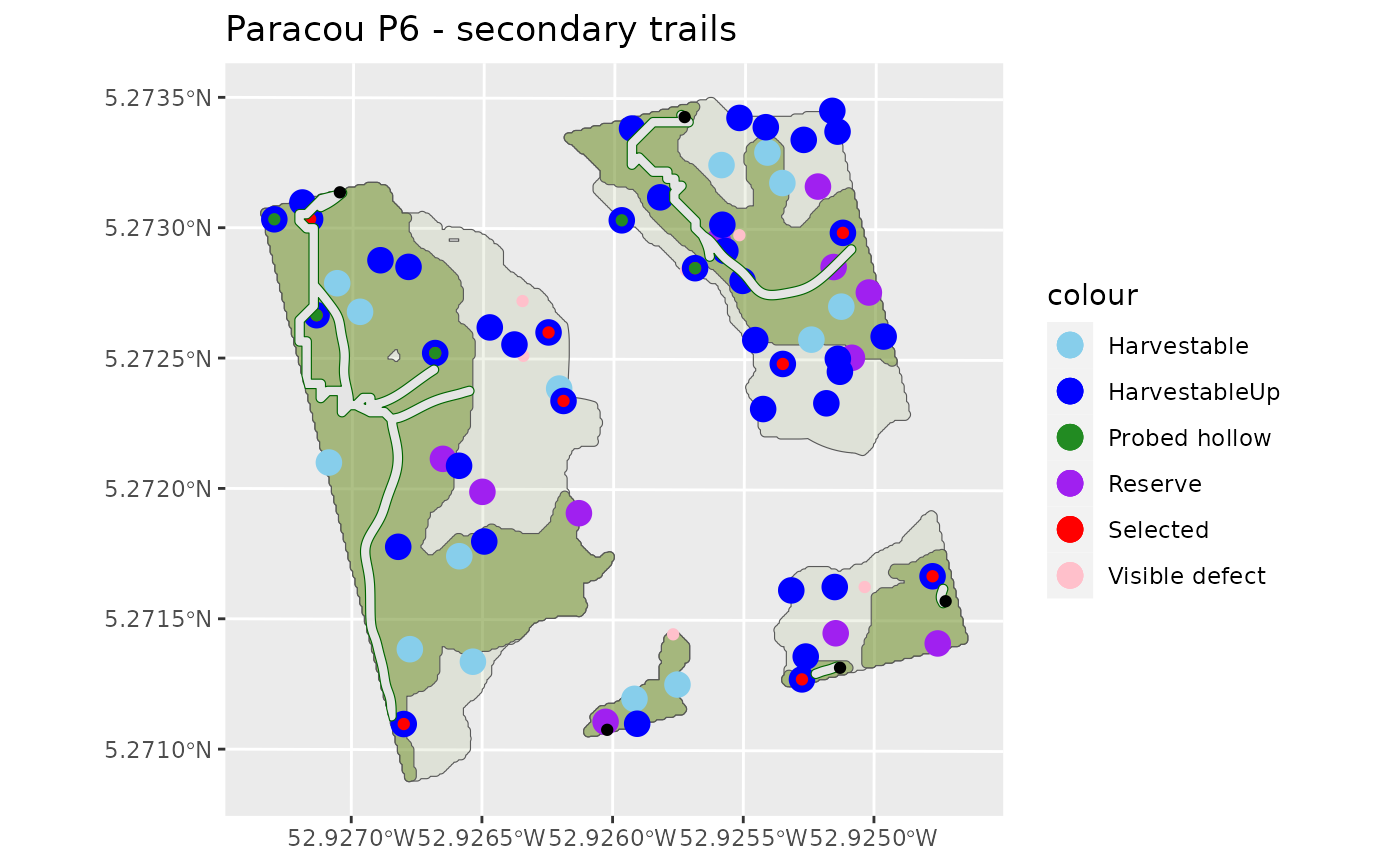 Paracou P6 - secondary trails
5.2735°N
5.2730°N
5.2725°N
5.2720°N
5.2715°N
5.2710°N
52.9270°W 52.9265°W 52.9260°W 52.9255°W 52.9250°W
colour
Harvestable
HarvestableUp
Probed hollow
Reserve
Selected
Visible defect